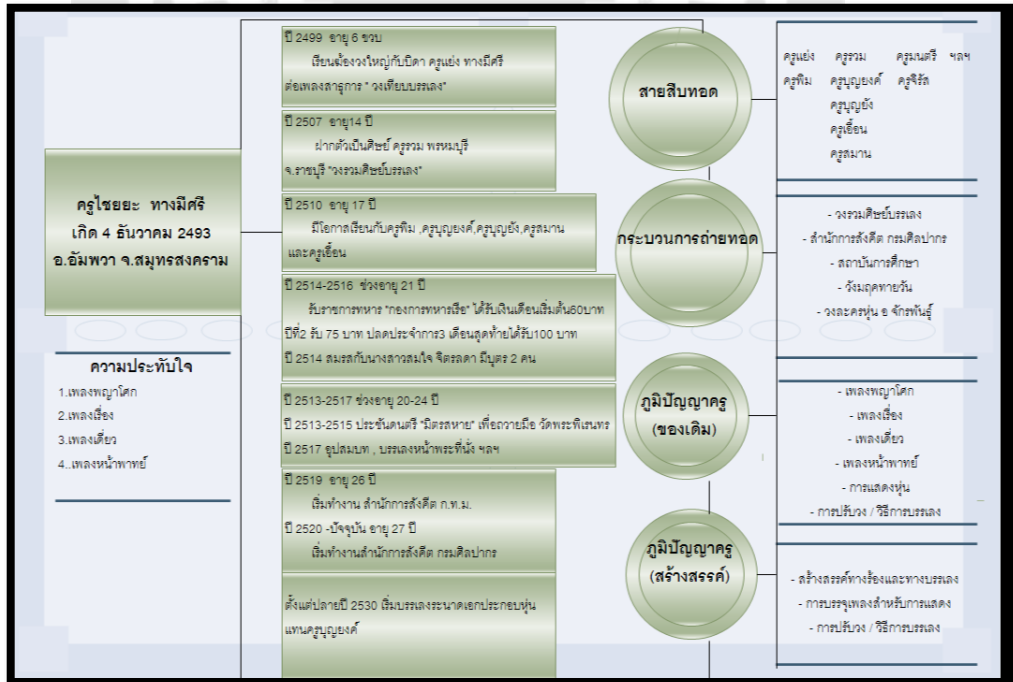 ครูไชยยะ ทางมีศรี
เกิด 4 ธันวาคม 2493
อ.อัมพวา จ.สมุทรสงคราม
ความประทับใจ
1.เพลงพญาโศก
2.เพลงเรื่อง
3.เพลงเดี่ยว
4..เพลงหน้าพาทย์
ปี 2499 อายุ 6 ขวบ
เรียนฆ้องวงใหญ่กับบิดา ครูแย่ง ทางมีศรี
ต่อเพลงสาธุการ " วงเทียบบรรเลง"
ปี 2507 อายุ14 ปี
ฝากตัวเป็นศิษย์ ครูรวม พรหมบุรี
จ.ราชบุรี "วงรวมศิษย์บรรเลง"
ปี 2510 อายุ 17 ปี
มีโอกาสเรียนกับครูพิม ,ครูบุญยงค์,ครูบุญยัง,ครูสมาน
และครูเอื้อน
ปี 2514-2516 ช่วงอายุ 21 ปี
รับราชการทหาร "กองการทหารเรือ" ได้รับเงินเดือนเริ่มต้น60บาท
ปีที่2 รับ 75 บาท ปลดประจำการ3 เดือนสุดท้ายได้รับ100 บาท
ปี 2514 สมรสกับนางสาวสมใจ จิตรลดา มีบุตร 2 คน
ปี 2513-2517 ช่วงอายุ 20-24 ปี
ปี 2513-2515 ประชันดนตรี "มิตรสหาย" เพื่อถวายมือ วัดพระพิเรนทร
ปี 2517 อุปสมบท , บรรเลงหน้าพระที่นั่ง ฯลฯ
ปี 2519 อายุ 26 ปี
เริ่มทำงาน สำนักการสังคีต ก.ท.ม.
ปี 2520 -ปัจจุบัน อายุ 27 ปี
เริ่มทำงานสำนักการสังคีต กรมศิลปากร
ตั้งแต่ปลายปี 2530 เริ่มบรรเลงระนาดเอกประกอบหุ่น
แทนครูบุญยงค์
สายสืบทอด
ครูแย่ง ครูรวม ครูมนตรี ฯลฯ
ครูพิม ครูบุญยงค์ ครูจิรัส
ครูบุญยัง
ครูเอื้อน
ครูสมาน
กระบวนการถ่ายทอด
- วงรวมศิษย์บรรเลง
- สำนักการสังคีต กรมศิลปากร
- สถาบันการศึกษา
- วังมฤคทายวัน
- วงละครหุ่น อ จักรพันธุ์
ภูมิปัญญาครู
(ของเดิม)
- เพลงพญาโศก
- เพลงเรื่อง
- เพลงเดี่ยว
- เพลงหน้าพาทย์
- การแสดงหุ่น
- การปรับวง / วิธีการบรรเลง
ภูมิปัญญาครู
(สร้างสรรค์)
- สร้างสรรค์ทางร้องและทางบรรเลง
- การบรรจุเพลงสำหรับการแสดง
- การปรับวง / วิธีการบรรเลง